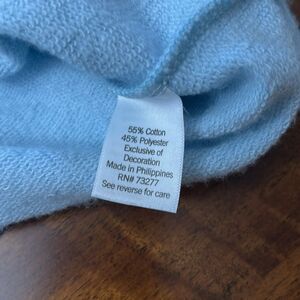 55% Cotton
45% Polyester
Exclusive of
Decoration
Made in Philippines
RN# 73277
See reverse for care